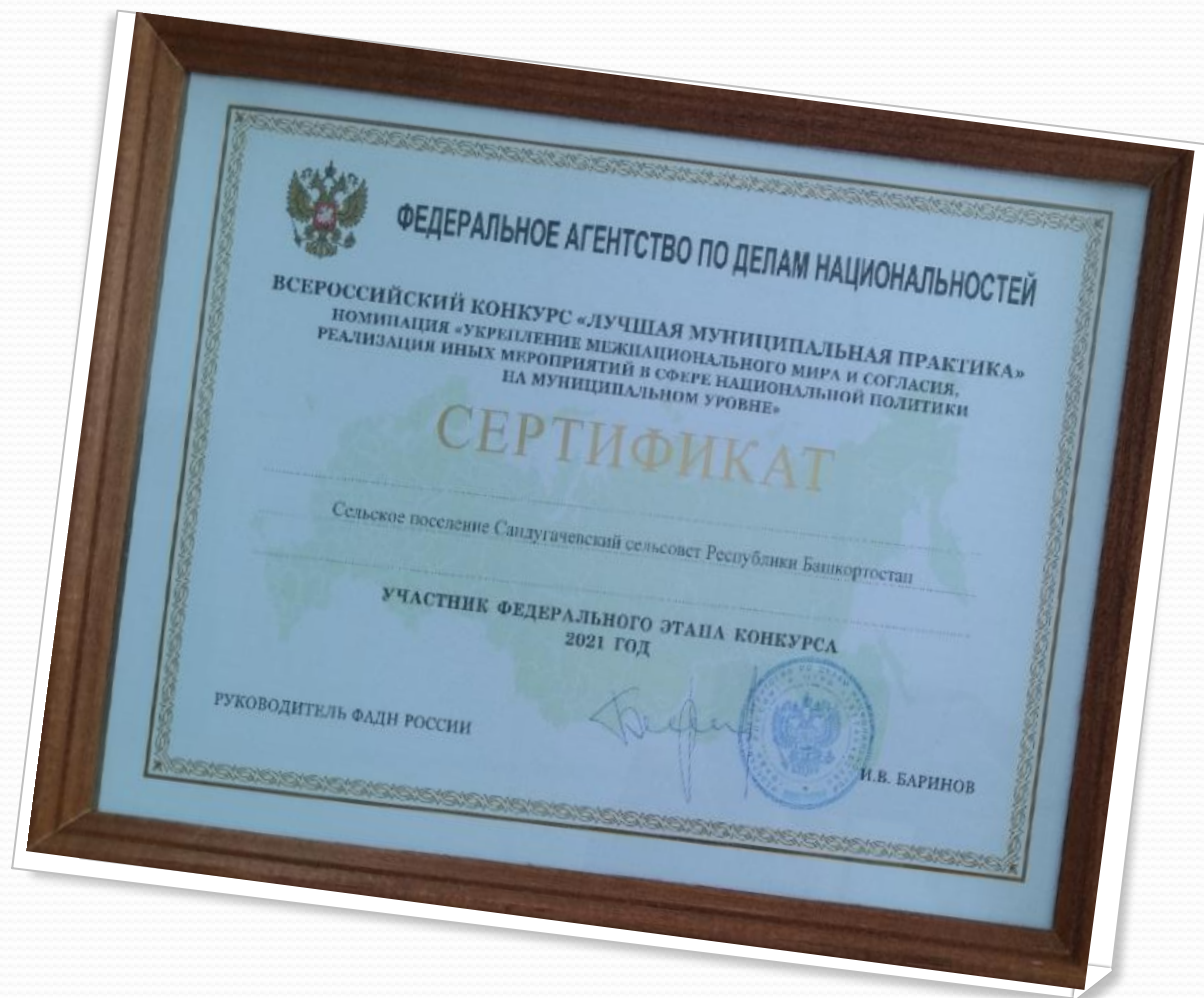 ФЕДЕРАЛЬНОЕ АГЕНТСТВО ПО ДЕЛАМ НАЦИОНАЛЬНОСТЕЙ
ВСЕРОССИЙСКИЙ КОНКУРС «ЛУЧШАЯ МУНИЦИПАЛЬНАЯ ПРАКТИКА»
НОМИНАЦИЯ «УКРЕПЛЕНИЕ МЕЖНАЦИОНАЛЬНОГО МИРА И СОГЛАСИЯ,
РЕАЛИЗАЦИЯ ИНЫХ МЕРОПРИЯТИЙ В СФЕРЕ НАЦИОНАЛЬНОЙ ПОЛИТИКИ
НА МУНИЦИПАЛЬНОМ УРОВНЕ»
СЕРТИФИКАТ
Сельское поселение Сандугачевский сельсовет Республики Башкортостан
УЧАСТНИК ФЕДЕРАЛЬНОГО ЭТАПА КОНКУРСА
2021 ГОД
РУКОВОДИТЕЛЬ ФАДН РОССИИ
И.В. БАРИНОВ